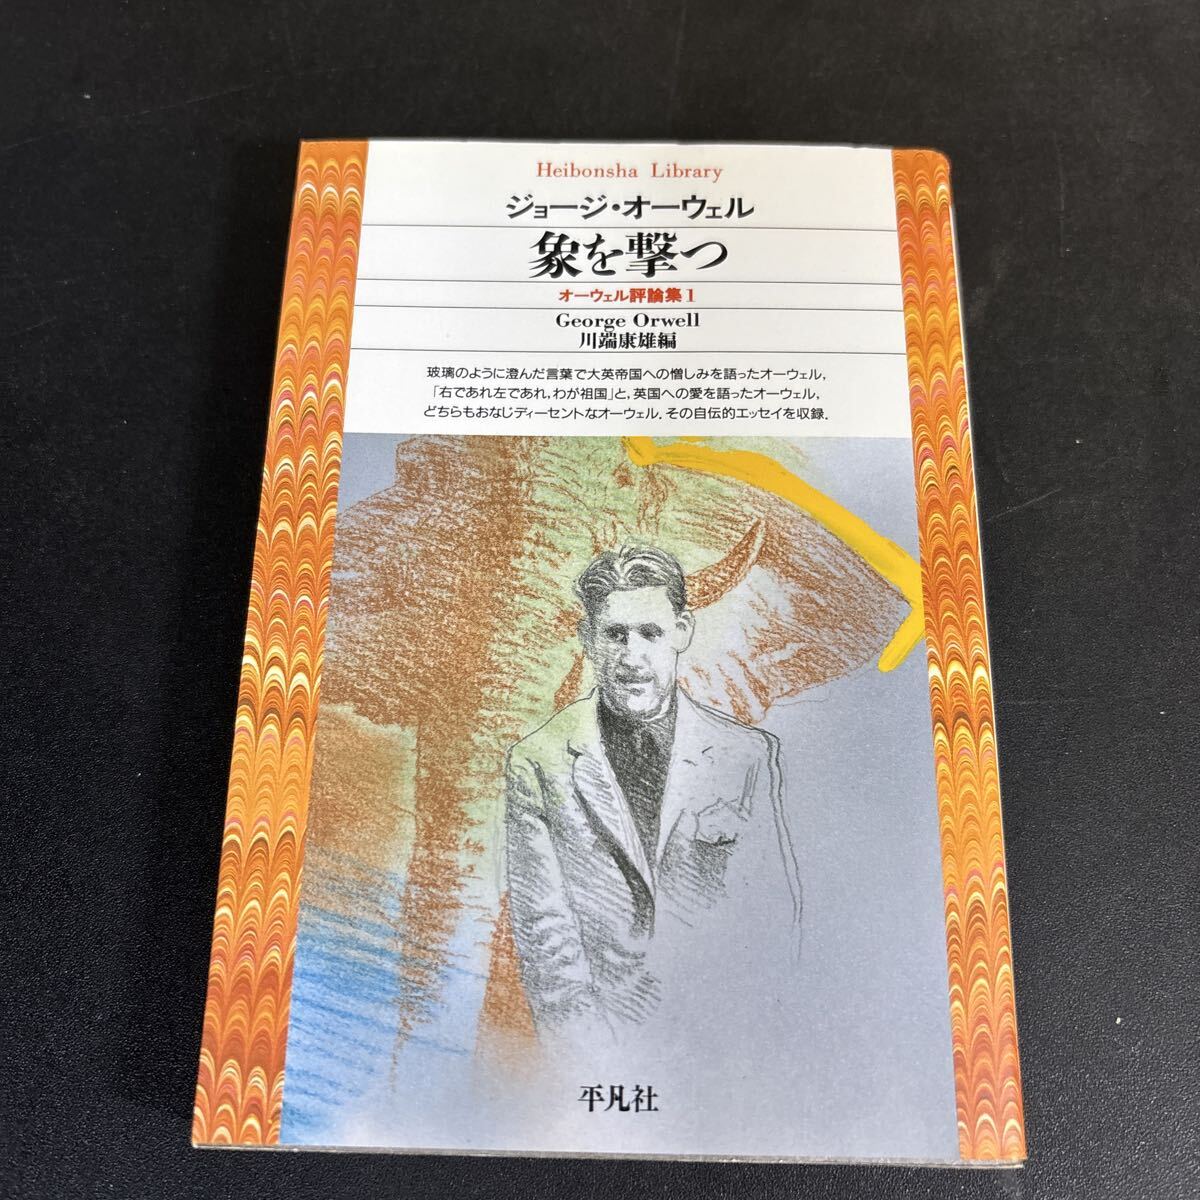 Heibonsha Library
ジョージ・オーウェル
象を撃つ
オーウェル評論集1
George Orwell
川端康雄編
玻璃のように澄んだ言葉で大英帝国への憎しみを語ったオーウェル，
「右であれ左であれ，わが祖国」と，英国への愛を語ったオーウェル，
どちらもおなじディーセントなオーウェル．その自伝的エッセイを収録．
平凡社